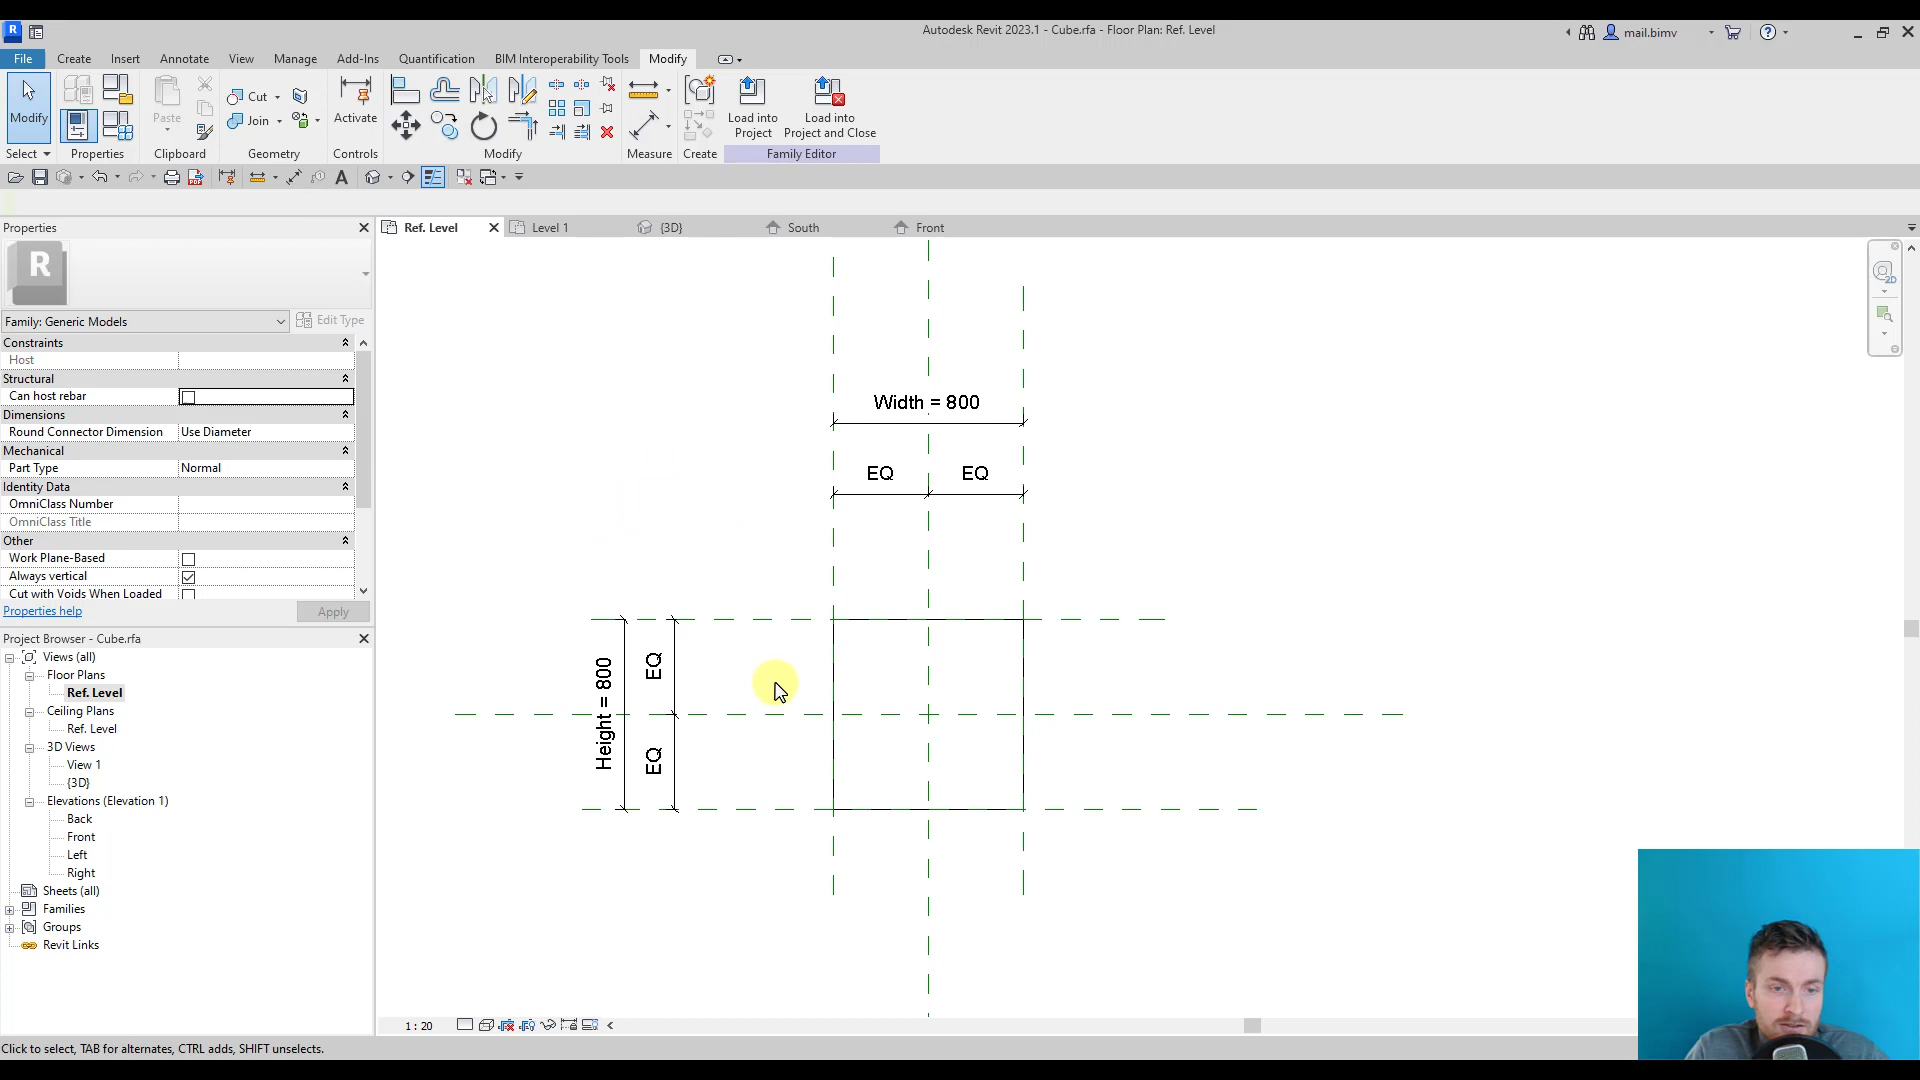 R
Autodesk Revit 2023.1 - Cube.rfa - Floor Plan: Ref. Level
mail.bimv
File Create Insert Annotate View Manage Add-Ins Quantification BIM Interoperability Tools Modify
Modify
Paste
Cut
Join
Activate
Load into
Project
Load into
Project and Close
Select Properties Clipboard Geometry Controls Modify Measure Create Family Editor
PDF
A
Properties
Ref. Level
Level 1
{3D}
South
Front
R
2D
Family: Generic Models
Edit Type
Constraints
Host
Structural
Can host rebar
Dimensions
Round Connector Dimension Use Diameter
Mechanical
Part Type Normal
Identity Data
OmniClass Number
OmniClass Title
Other
Work Plane-Based
Always vertical
Cut with Voids When Loaded
Properties help
Apply
Project Browser - Cube.rfa
Views (all)
Floor Plans
Ref. Level
Ceiling Plans
Ref. Level
3D Views
View 1
{3D}
Elevations (Elevation 1)
Back
Front
Left
Right
Sheets (all)
Families
Groups
Revit Links
Width = 800
EQ EQ
Height = 800
EQ
EQ
1 : 20
Click to select, TAB for alternates, CTRL adds, SHIFT unselects.